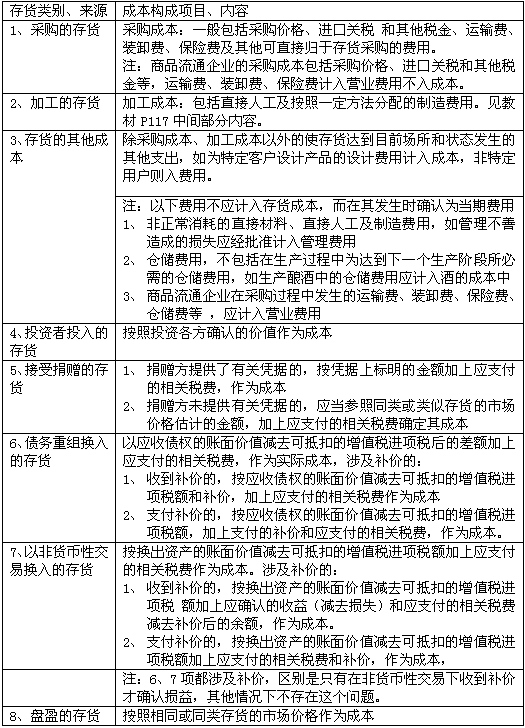 存货类别、来源
成本构成项目、内容
1、采购的存货
采购成本：一般包括采购价格、进口关税 和其他税金、运输费、
装卸费、保险费及其他可直接归于存货采购的费用。
注：商品流通企业的采购成本包括采购价格、进口关税和其他税
金等，运输费、装卸费、保险费计入营业费用不入成本。
2、加工的存货
加工成本：包括直接人工及按照一定方法分配的制造费用。见教
材 P117 中间部分内容。
3、存货的其他成
本
除采购成本、加工成本以外的使存货达到目前场所和状态发生的
其他支出，如为特定客户设计产品的设计费用计入成本，非特定
用户则入费用。
注：以下费用不应计入存货成本，而在其发生时确认为当期费用
1、 非正常消耗的直接材料、直接人工及制造费用，如管理不善
造成的损失应经批准计入管理费用
2、 仓储费用，不包括在生产过程中为达到下一个生产阶段所必
需的仓储费用，如生产酿酒中的仓储费用应计入酒的成本中
3、 商品流通企业在采购过程中发生的运输费、装卸费、保险费、
仓储费等 ，应计入营业费用
4、投资者投入的
存货
按照投资各方确认的价值作为成本
5、接受捐赠的存
货
1、 捐赠方提供了有关凭据的，按凭据上标明的金额加上应支付
的相关税费，作为成本
2、 捐赠方未提供有关凭据的，应当参照同类或类似存货的市场
价格估计的金额，加上应支付的相关税费确定其成本
6、债务重组换入
的存货
以应收债权的账面价值减去可抵扣的增值税进项税后的差额加上
应支付的相关税费，作为实际成本，涉及补价的：
1、 收到补价的，按应收债权的账面价值减去可抵扣的增值税进
项税额和补价，加上应支付的相关税费作为成本
2、 支付补价的，按应收债权的账面价值减去可抵扣的增值税进
项税额，加上支付的补价和应支付的相关税费，作为成本。
7、以非货币性交
易换入的存货
按换出资产的账面价值减去可抵扣的增值税进项税额加上应支付
的相关税费作为成本。涉及补价的：
1、 收到补价的，按换出资产的账面价值减去可抵扣的增值税进
项税 额加上应确认的收益（减去损失）和应支付的相关税费
减去补价后的余额，作为成本。
2、 支付补价的，按换出资产的账面价值减去可抵扣的增值税进
项税额加上应支付的相关税费和补价，作为成本，
注：6、7 项都涉及补价，区别是只有在非货币性交易下收到补价
才确认损益，其他情况下不存在这个问题。
8、盘盈的存货
按照相同或同类存货的市场价格作为成本